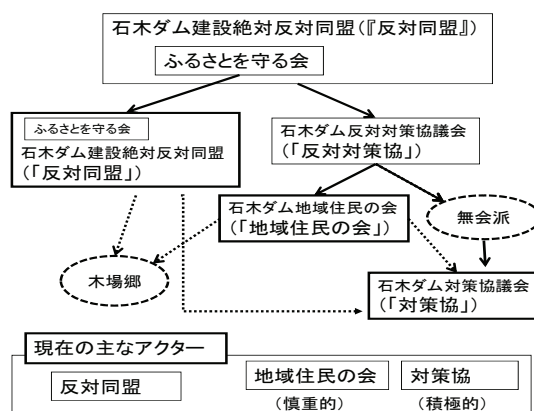 石木ダム建設絶対反対同盟(『反対同盟』)
ふるさとを守る会
ふるさとを守る会
石木ダム建設絶対反対同盟
(「反対同盟」)
石木ダム反対対策協議会
(「反対対策協」)
石木ダム地域住民の会
(「地域住民の会」)
無会派
木場郷
石木ダム対策協議会
(「対策協」)
現在の主なアクター
反対同盟
地域住民の会
(慎重的)
対策協
(積極的)